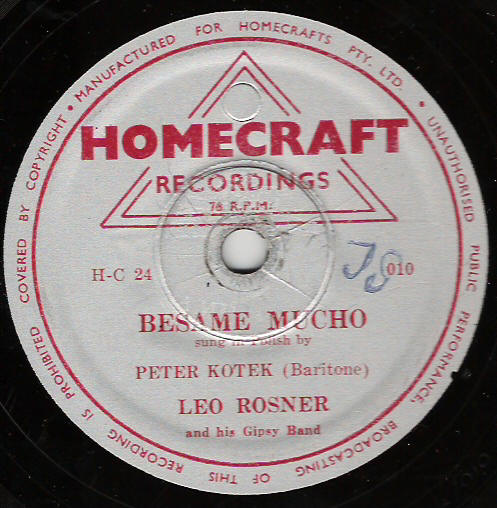 MANUFACTURED FOR HOMECRAFTS PTY. LTD. • UNAUTHORISED PUBLIC PERFORMANCE, BROADCASTING OF THIS RECORDING IS PROHIBITED COVERED BY COPYRIGHT •
HOMECRAFT
RECORDINGS
78 R.P.M.
H-C 24
JS 010
BESAME MUCHO
sung in Polish by
PETER KOTEK (Baritone)
LEO ROSNER
and his Gipsy Band